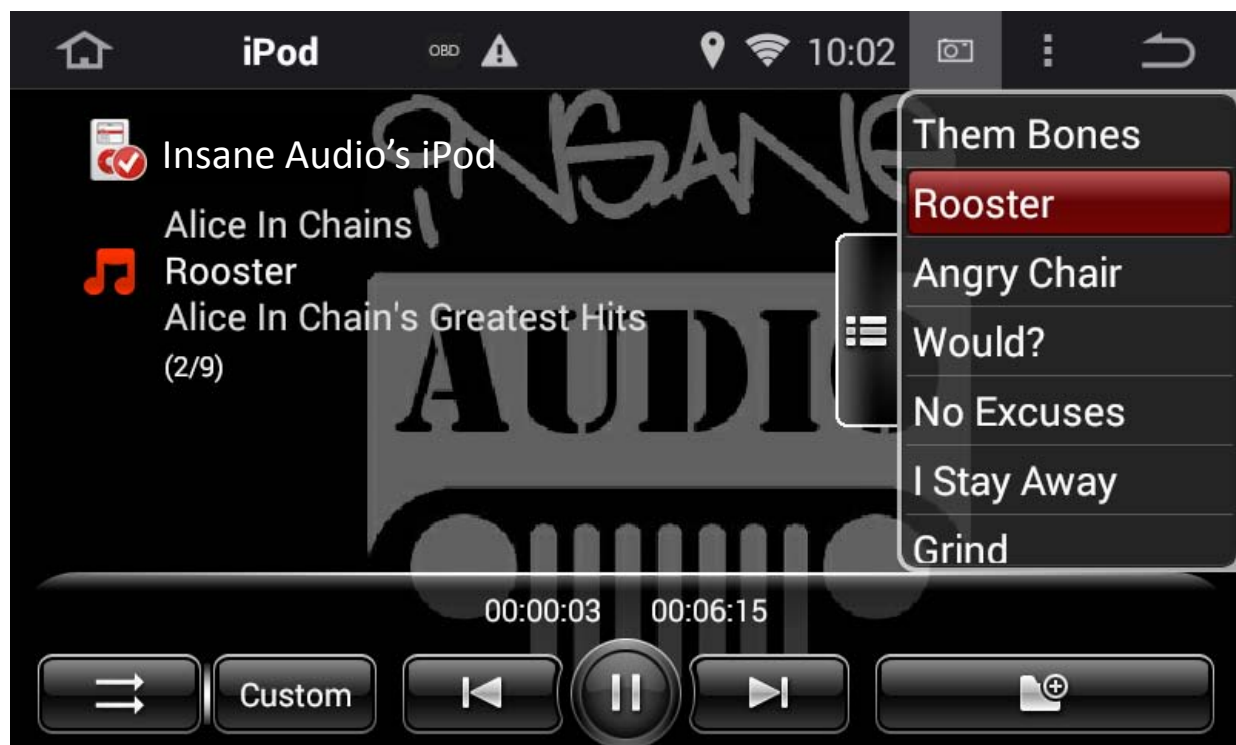 iPod
OBD
10:02
Insane Audio's iPod
Alice In Chains
Rooster
Alice In Chain's Greatest Hits
(2/9)
iNSANE
AUDIO
Them Bones
Rooster
Angry Chair
Would?
No Excuses
I Stay Away
Grind
00:00:03 00:06:15
Custom